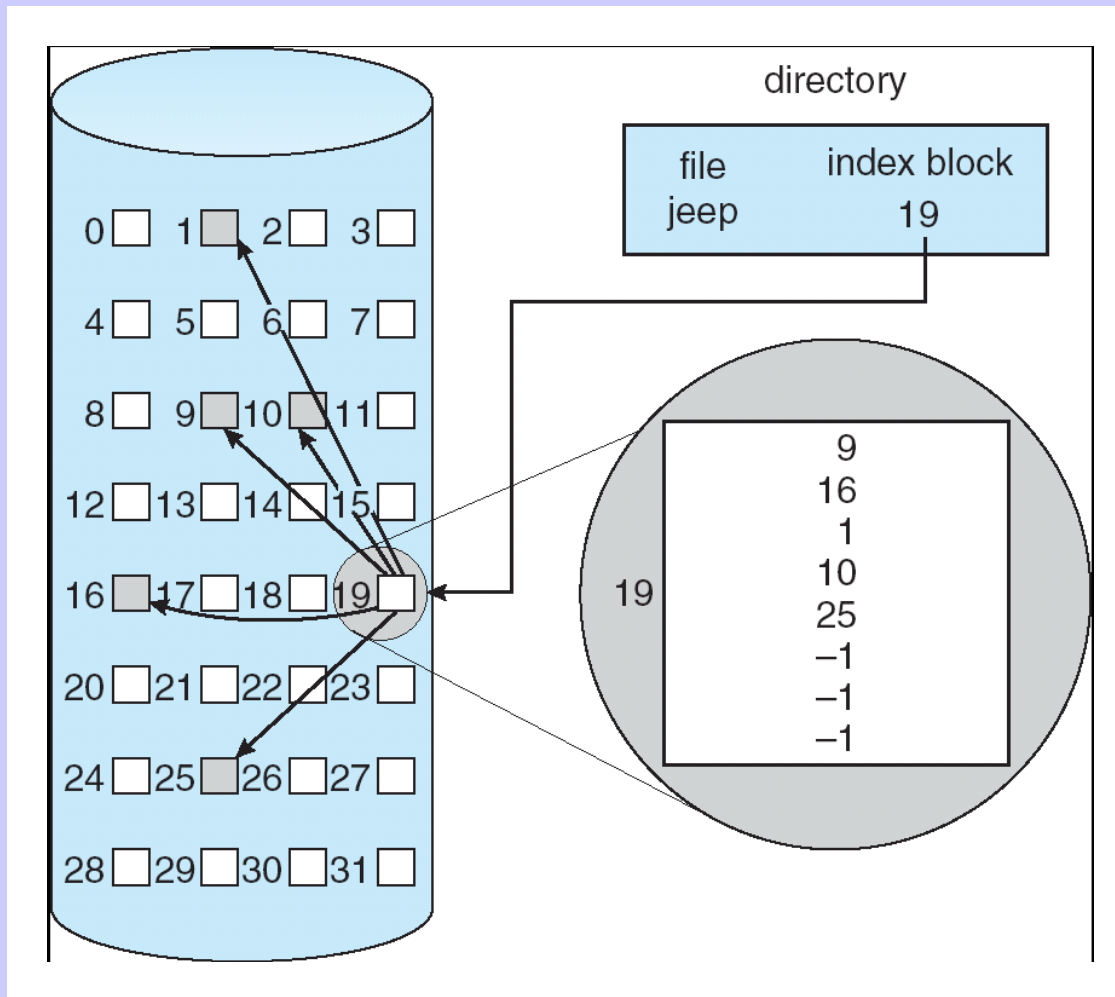 directory
file index block
jeep 19
0 1 2 3
4 5 6 7
8 9 10 11
12 13 14 15
16 17 18 19
20 21 22 23
24 25 26 27
28 29 30 31
19
9
16
1
10
25
–1
–1
–1